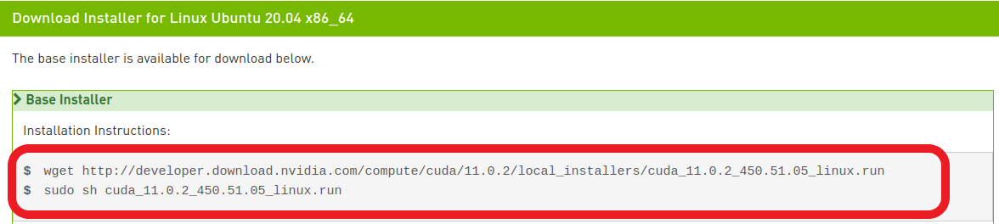 Download Installer for Linux Ubuntu 20.04 x86_64
The base installer is available for download below.
Base Installer
Installation Instructions:
$ wget http://developer.download.nvidia.com/compute/cuda/11.0.2/local_installers/cuda_11.0.2_450.51.05_linux.run
$ sudo sh cuda_11.0.2_450.51.05_linux.run